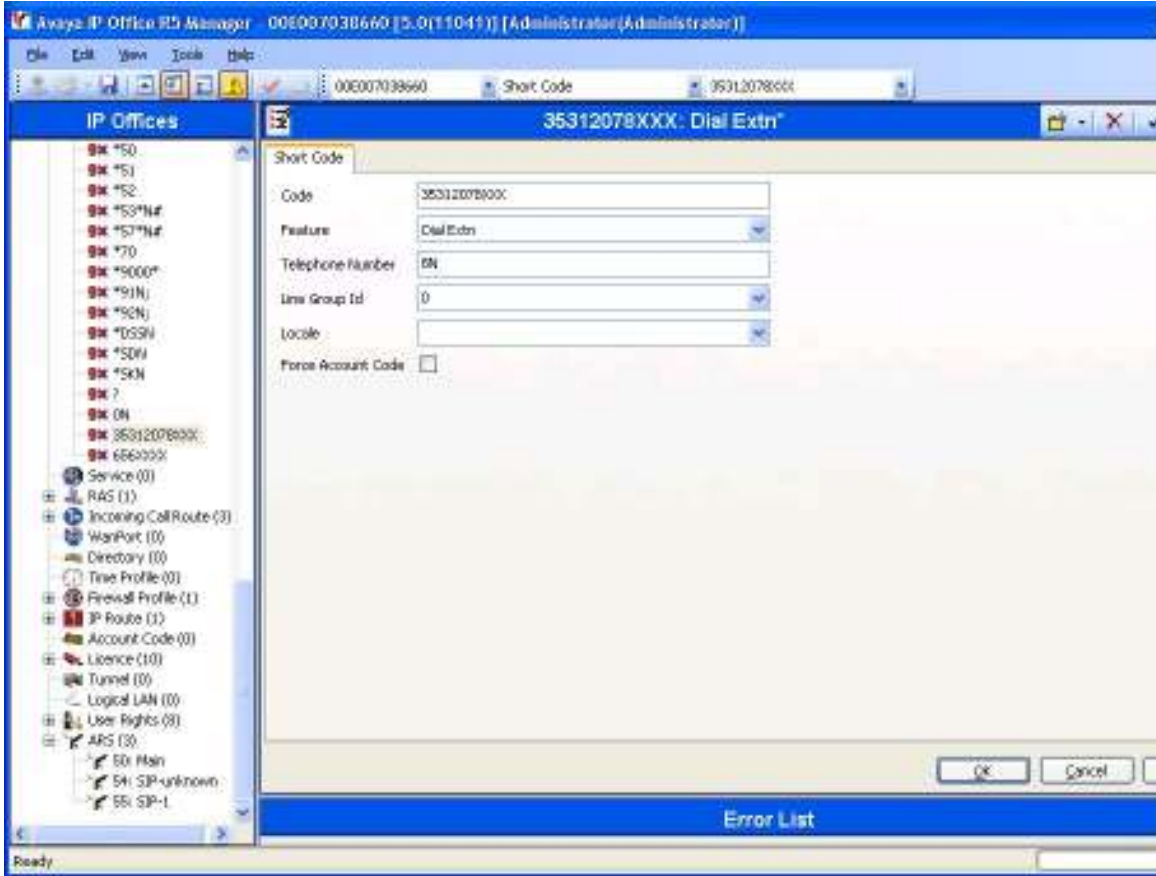 Avaya IP Office R5 Manager - 00E007038660 [5.0(11041)] [Administrator(Administrator)]
File Edit View Tools Help
00E007038660 Short Code 35312078XXX
IP Offices
35312078XXX: Dial Extn*
*50
*51
*52
*53*N#
*57*N#
*70
*9000*
*91N;
*92N;
*DSSN
*SDN
*SKN
?
0N
35312078XXX
656XXXX
Service (0)
RAS (1)
Incoming Call Route (3)
WanPort (0)
Directory (0)
Time Profile (0)
Firewall Profile (1)
IP Route (1)
Account Code (0)
Licence (10)
Tunnel (0)
Logical LAN (0)
User Rights (8)
ARS (3)
50: Main
54: SIP-unknown
55: SIP-t
Short Code
Code 35312078XXX
Feature Dial Extn
Telephone Number 6N
Line Group Id 0
Locale
Force Account Code
OK Cancel
Error List
Ready